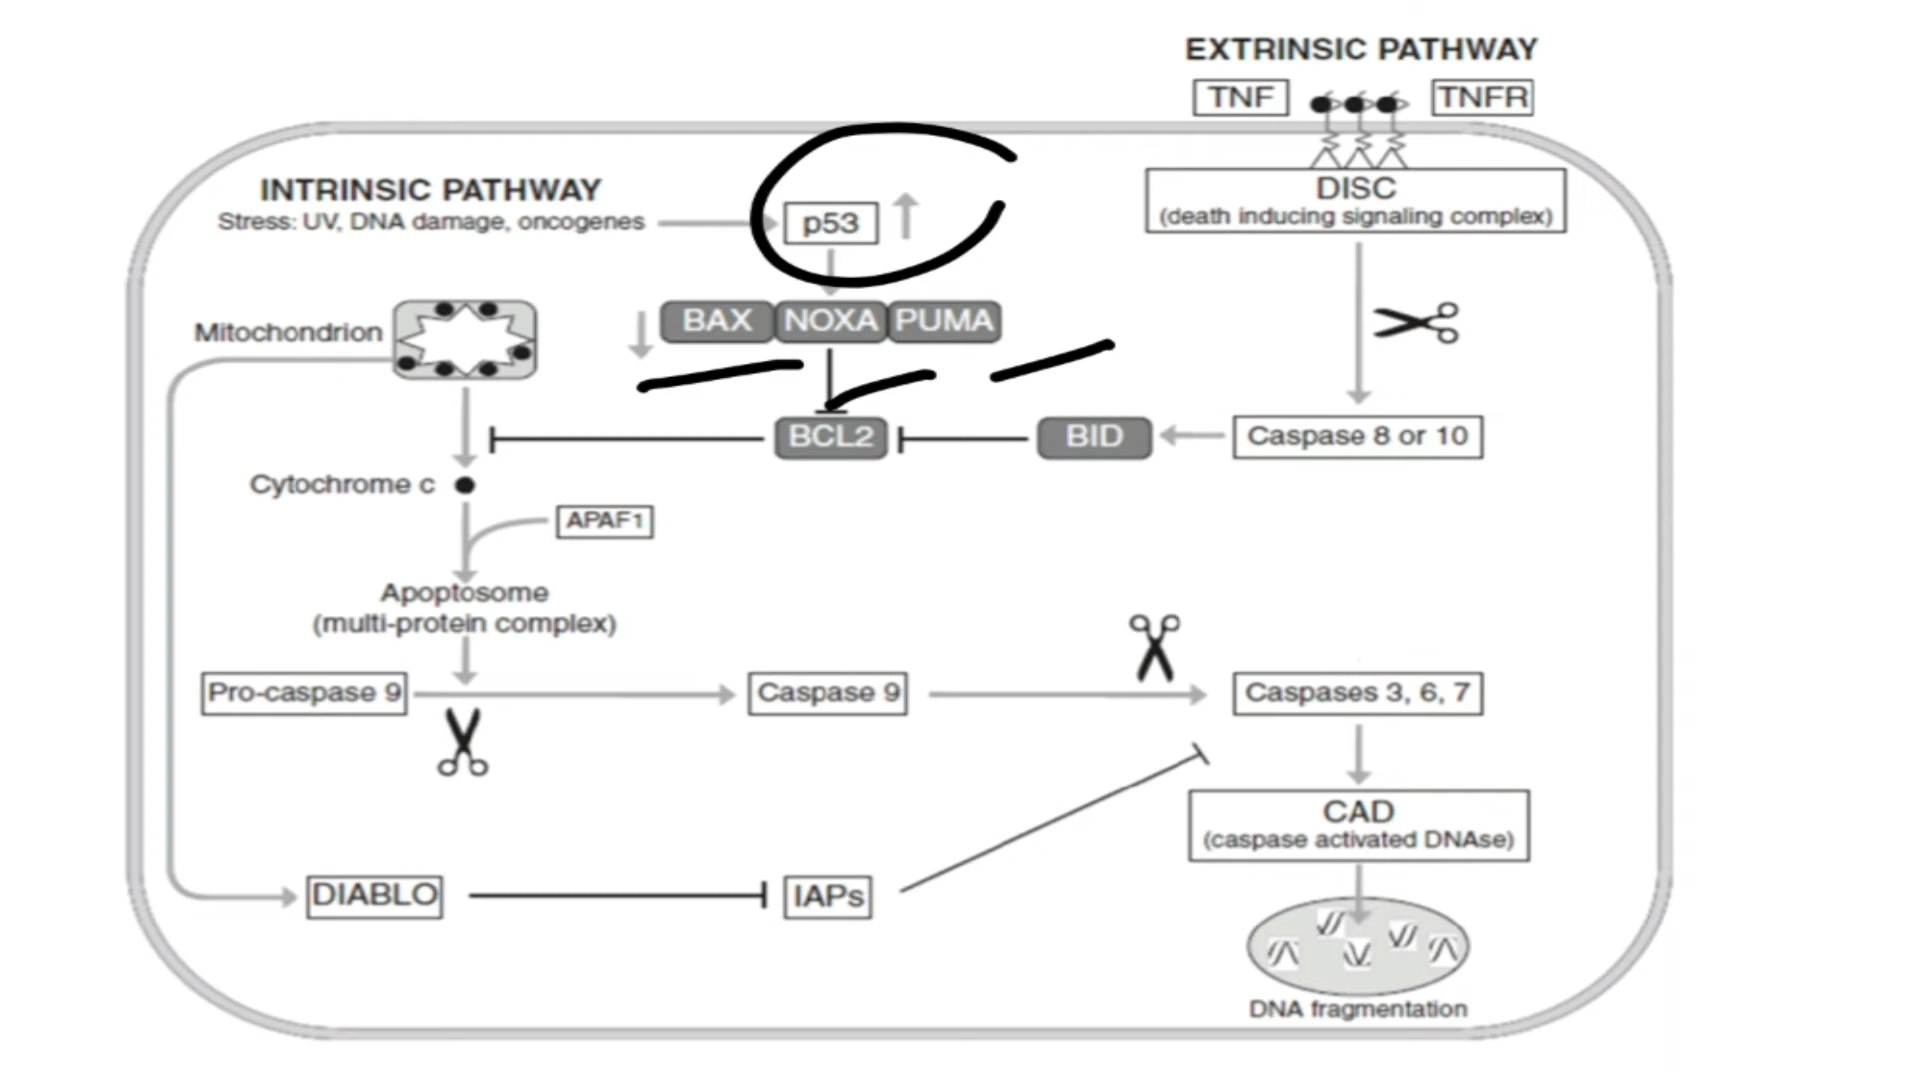 EXTRINSIC PATHWAY
TNF
TNFR
DISC
(death inducing signaling complex)
INTRINSIC PATHWAY
Stress: UV, DNA damage, oncogenes
p53
Mitochondrion
BAX
NOXA
PUMA
BCL2
BID
Caspase 8 or 10
Cytochrome c
APAF1
Apoptosome
(multi-protein complex)
Pro-caspase 9
Caspase 9
Caspases 3, 6, 7
CAD
(caspase activated DNAse)
DIABLO
IAPs
DNA fragmentation